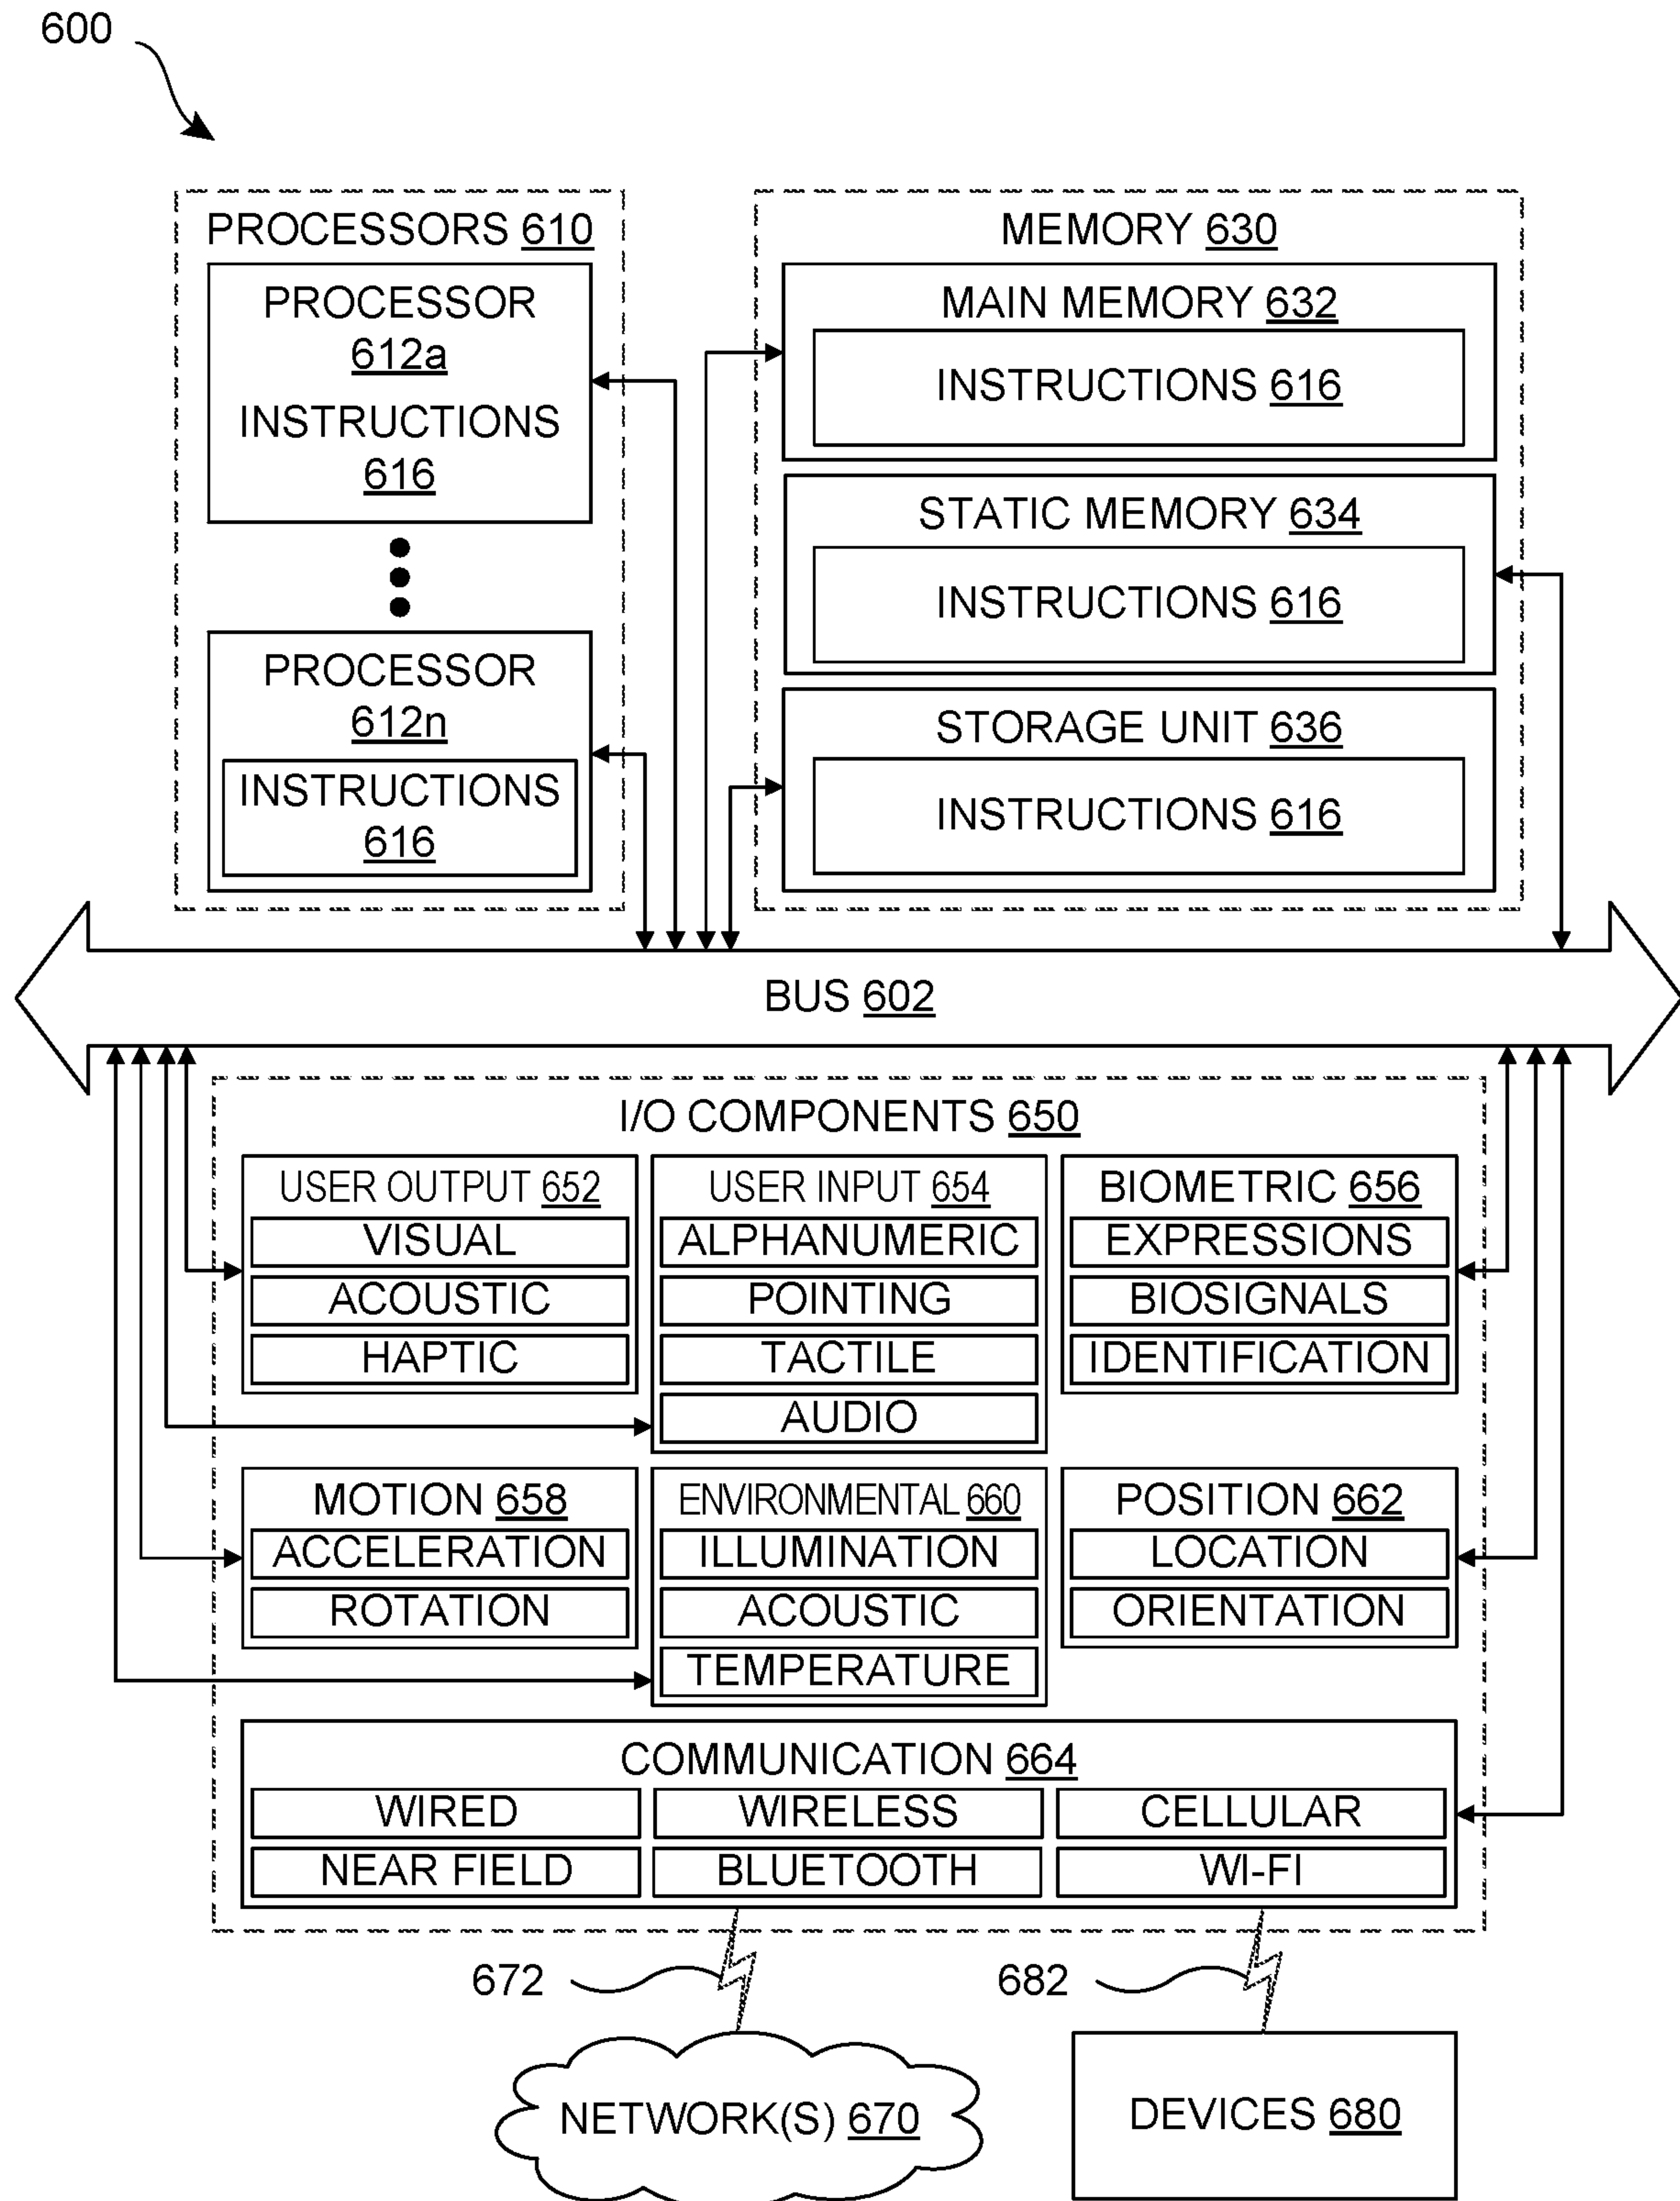 600
PROCESSORS 610
PROCESSOR
612a
INSTRUCTIONS
616
PROCESSOR
612n
INSTRUCTIONS
616
MEMORY 630
MAIN MEMORY 632
INSTRUCTIONS 616
STATIC MEMORY 634
INSTRUCTIONS 616
STORAGE UNIT 636
INSTRUCTIONS 616
BUS 602
I/O COMPONENTS 650
USER OUTPUT 652
VISUAL
ACOUSTIC
HAPTIC
USER INPUT 654
ALPHANUMERIC
POINTING
TACTILE
AUDIO
BIOMETRIC 656
EXPRESSIONS
BIOSIGNALS
IDENTIFICATION
MOTION 658
ACCELERATION
ROTATION
ENVIRONMENTAL 660
ILLUMINATION
ACOUSTIC
TEMPERATURE
POSITION 662
LOCATION
ORIENTATION
COMMUNICATION 664
WIRED
WIRELESS
CELLULAR
NEAR FIELD
BLUETOOTH
WI-FI
672
682
NETWORK(S) 670
DEVICES 680